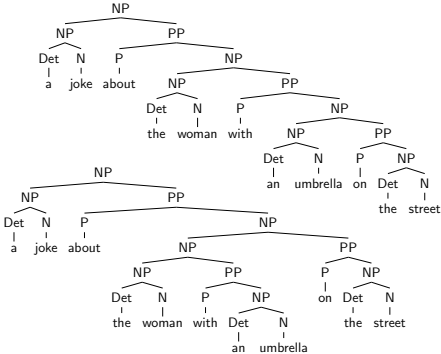 NP
NP PP
Det N P NP
a joke about
NP PP
Det N P NP
the woman with
NP PP
Det N P NP
an umbrella on
Det N
the street
NP
NP PP
Det N P NP
a joke about
NP PP
NP PP P NP
Det N P NP on Det N
the woman with the street
Det N
an umbrella